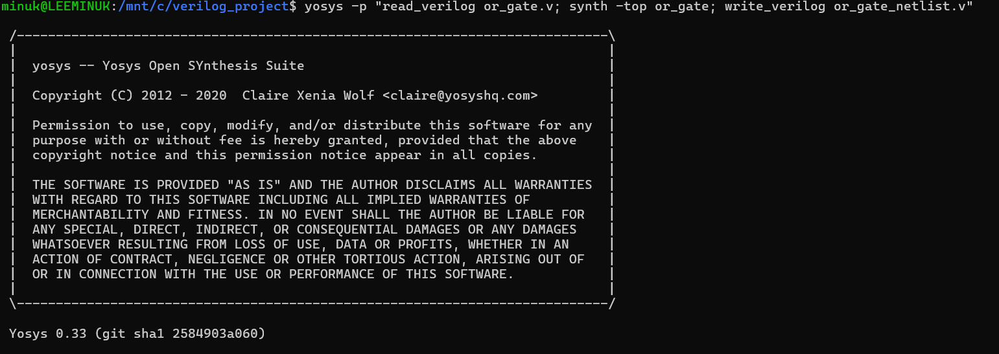 minuk@LEEMINUK:/mnt/c/verilog_project$ yosys -p "read_verilog or_gate.v; synth -top or_gate; write_verilog or_gate_netlist.v"
/----------------------------------------------------------------------------\
|                                                                            |
|  yosys -- Yosys Open SYnthesis Suite                                       |
|                                                                            |
|  Copyright (C) 2012 - 2020  Claire Xenia Wolf <claire@yosyshq.com>         |
|                                                                            |
|  Permission to use, copy, modify, and/or distribute this software for any  |
|  purpose with or without fee is hereby granted, provided that the above    |
|  copyright notice and this permission notice appear in all copies.         |
|                                                                            |
|  THE SOFTWARE IS PROVIDED "AS IS" AND THE AUTHOR DISCLAIMS ALL WARRANTIES  |
|  WITH REGARD TO THIS SOFTWARE INCLUDING ALL IMPLIED WARRANTIES OF          |
|  MERCHANTABILITY AND FITNESS. IN NO EVENT SHALL THE AUTHOR BE LIABLE FOR   |
|  ANY SPECIAL, DIRECT, INDIRECT, OR CONSEQUENTIAL DAMAGES OR ANY DAMAGES    |
|  WHATSOEVER RESULTING FROM LOSS OF USE, DATA OR PROFITS, WHETHER IN AN     |
|  ACTION OF CONTRACT, NEGLIGENCE OR OTHER TORTIOUS ACTION, ARISING OUT OF   |
|  OR IN CONNECTION WITH THE USE OR PERFORMANCE OF THIS SOFTWARE.            |
|                                                                            |
\----------------------------------------------------------------------------/
Yosys 0.33 (git sha1 2584903a060)